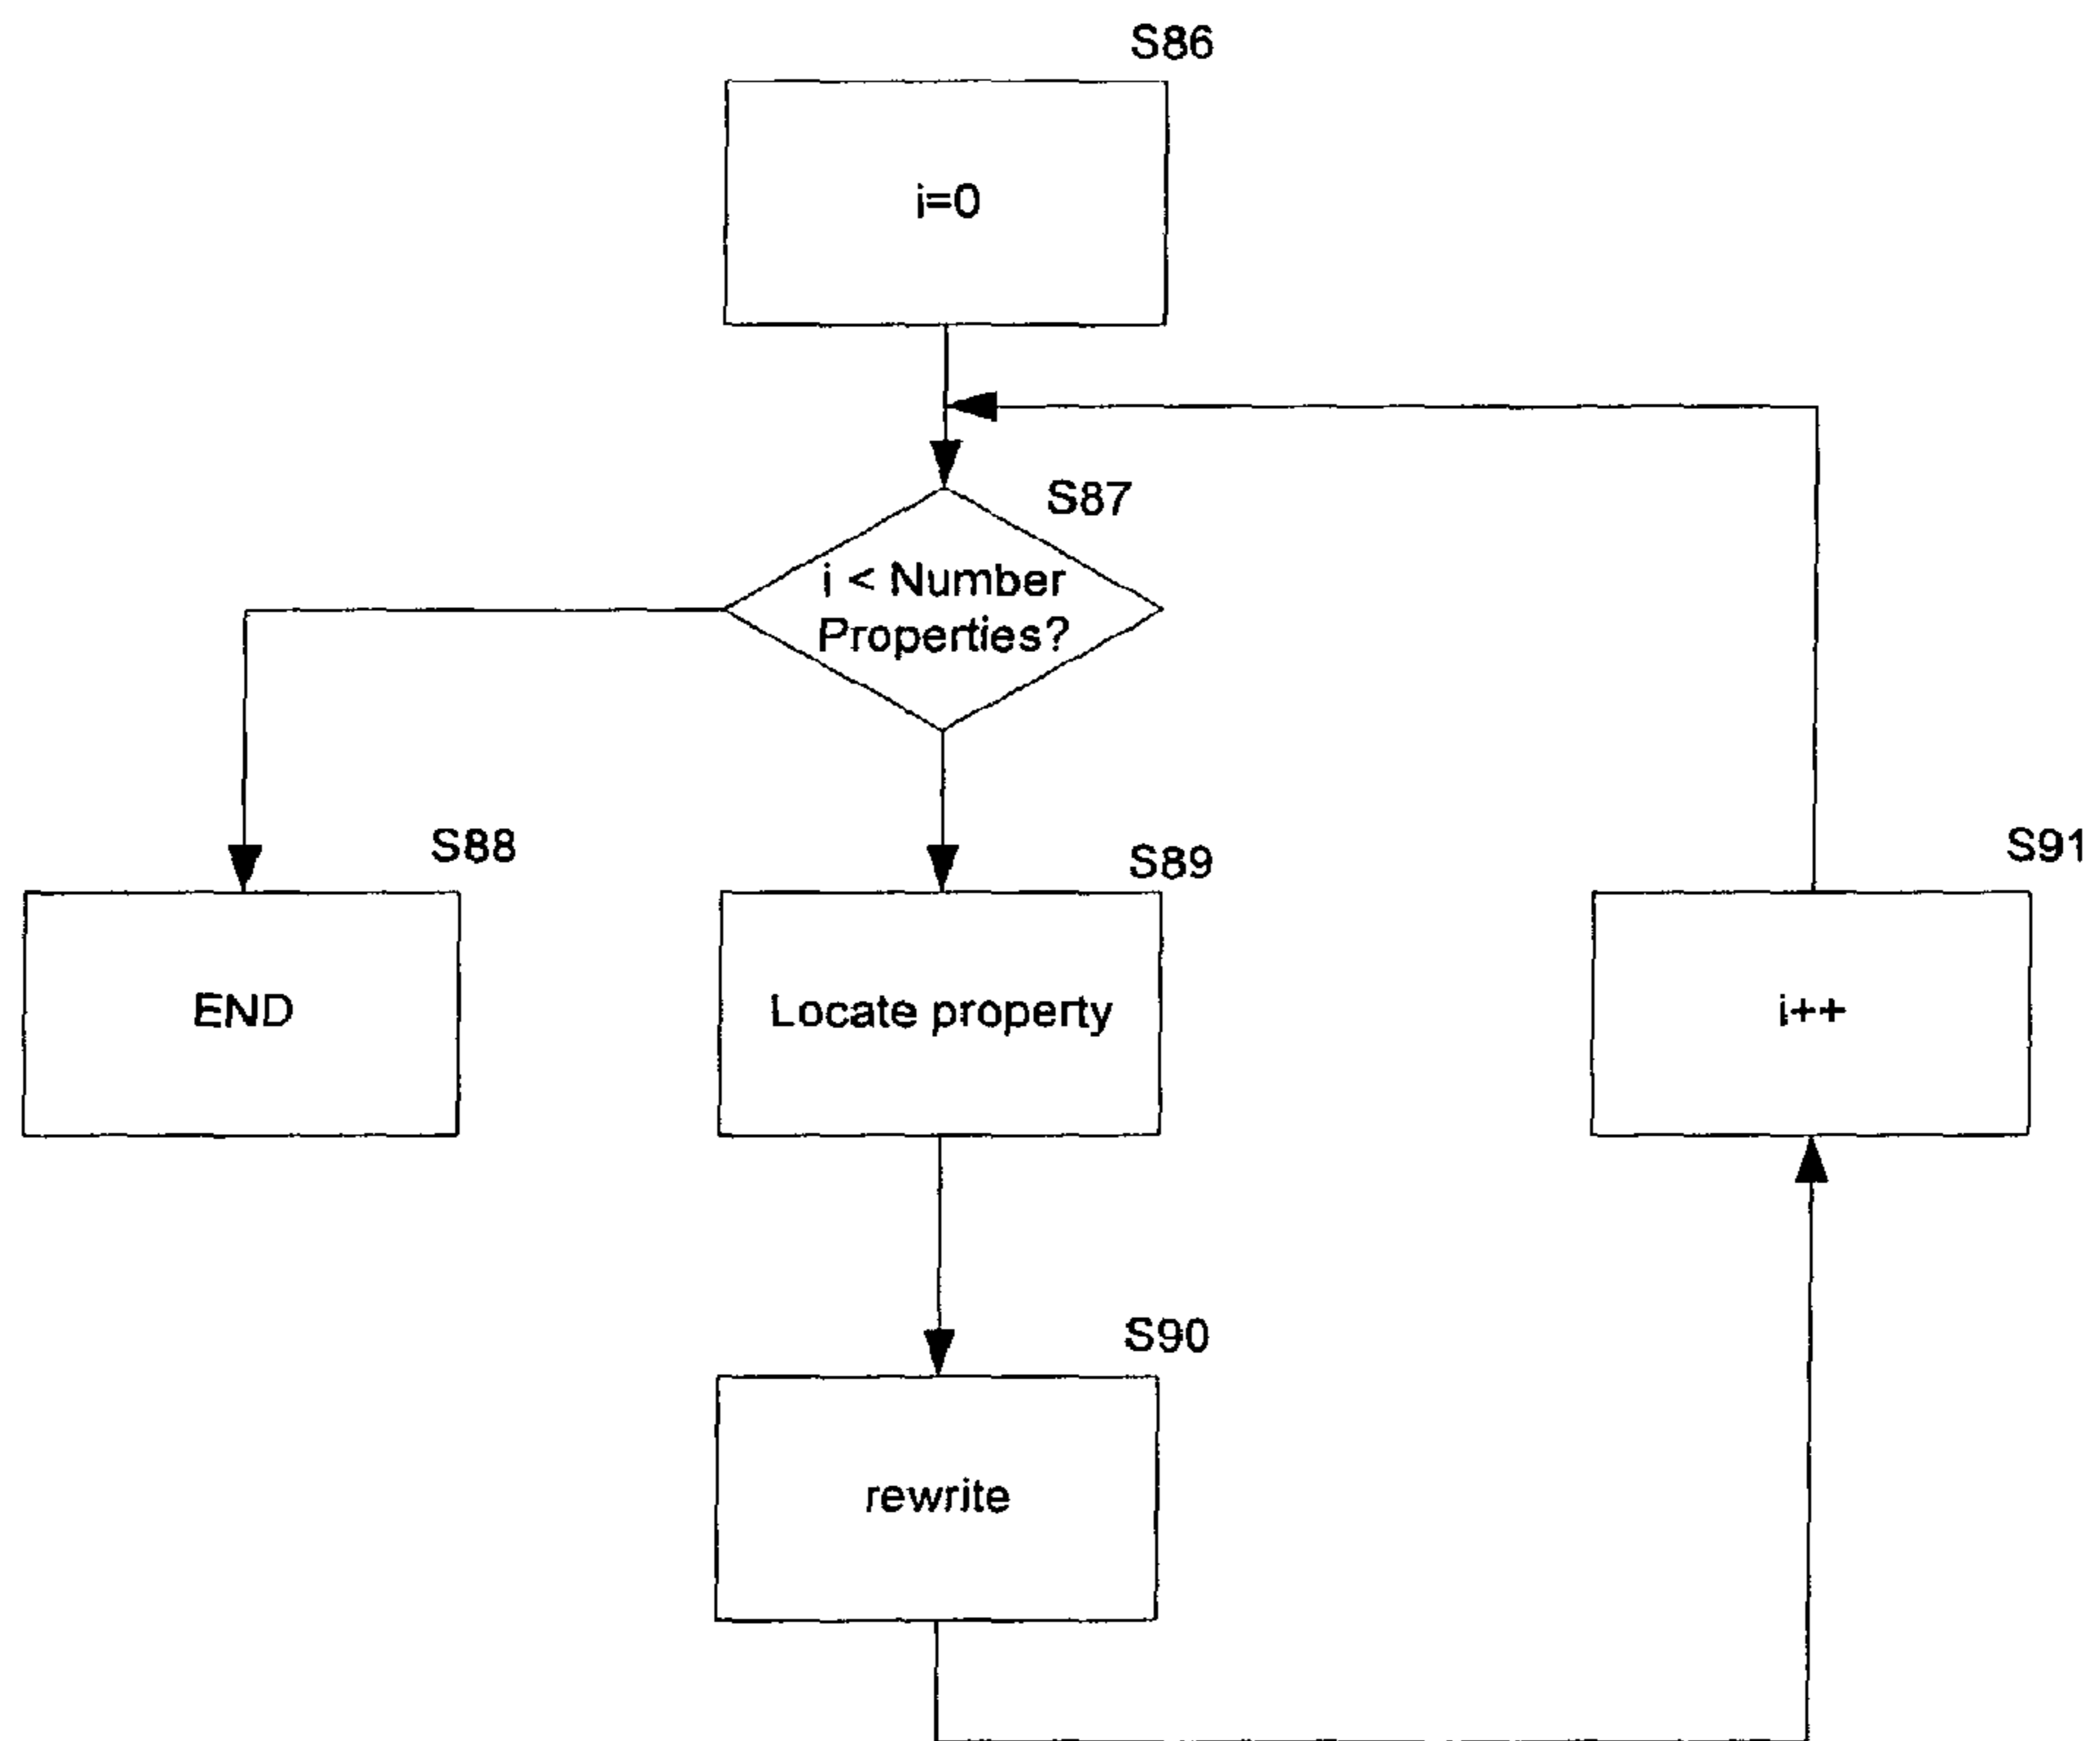 S86
i=0
S87
i < Number
Properties?
S88
S89
S91
END
Locate property
i++
S90
rewrite